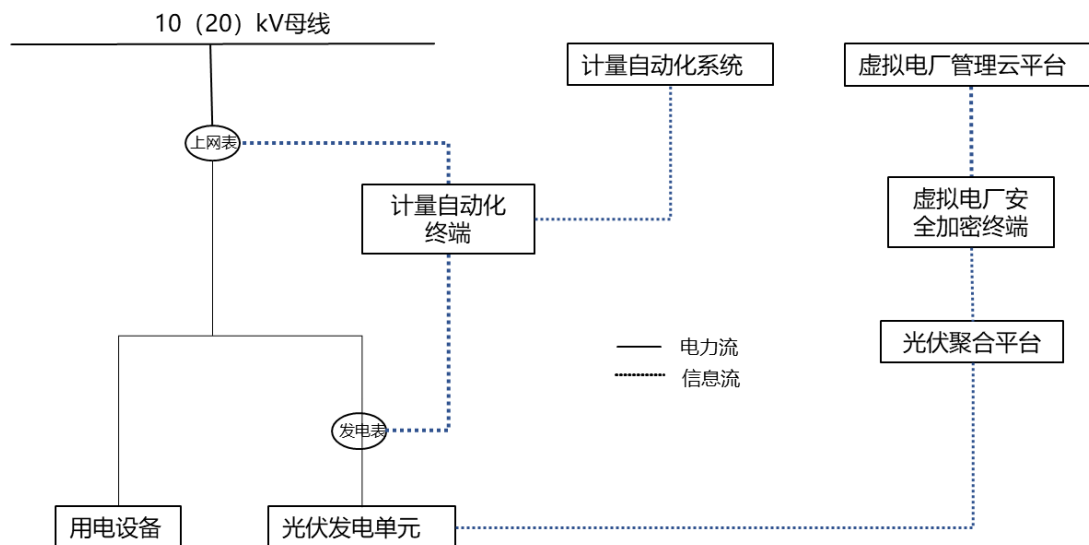 10（20）kV母线
计量自动化系统
虚拟电厂管理云平台
上网表
计量自动化
终端
虚拟电厂安
全加密终端
电力流
信息流
光伏聚合平台
发电表
用电设备
光伏发电单元